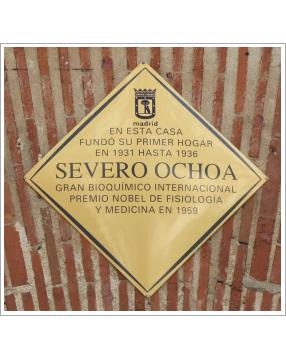 madrid
EN ESTA CASA
FUNDÓ SU PRIMER HOGAR
EN 1931 HASTA 1936
SEVERO OCHOA
GRAN BIOQUÍMICO INTERNACIONAL
PREMIO NOBEL DE FISIOLOGÍA
Y MEDICINA EN 1959